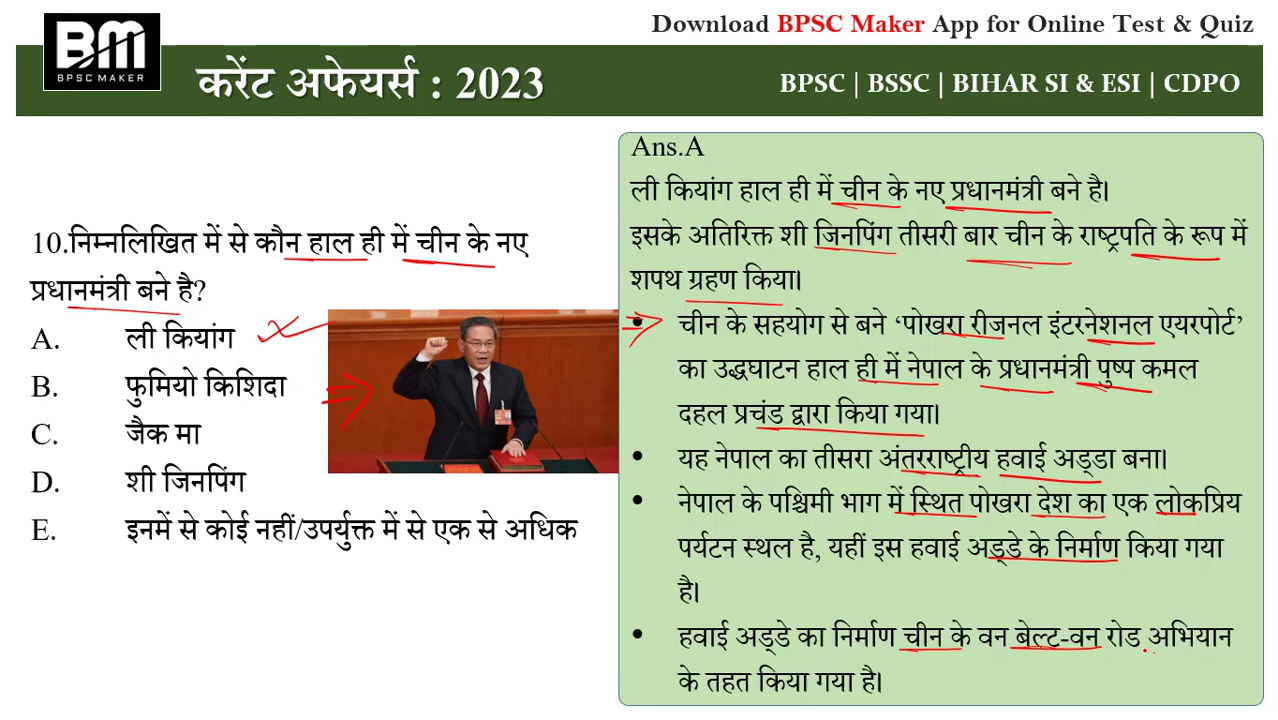 Download BPSC Maker App for Online Test & Quiz
BM
BPSC MAKER
करेंट अफेयर्स : 2023
BPSC | BSSC | BIHAR SI & ESI | CDPO
10.निम्नलिखित में से कौन हाल ही में चीन के नए
प्रधानमंत्री बने है?
A. ली कियांग
B. फुमियो किशिदा
C. जैक मा
D. शी जिनपिंग
E. इनमें से कोई नहीं/उपर्युक्त में से एक से अधिक
Ans.A
ली कियांग हाल ही में चीन के नए प्रधानमंत्री बने है।
इसके अतिरिक्त शी जिनपिंग तीसरी बार चीन के राष्ट्रपति के रूप में
शपथ ग्रहण किया।
• चीन के सहयोग से बने ‘पोखरा रीजनल इंटरनेशनल एयरपोर्ट’
का उद्धघाटन हाल ही में नेपाल के प्रधानमंत्री पुष्प कमल
दहल प्रचंड द्वारा किया गया।
• यह नेपाल का तीसरा अंतरराष्ट्रीय हवाई अड्डा बना।
• नेपाल के पश्चिमी भाग में स्थित पोखरा देश का एक लोकप्रिय
पर्यटन स्थल है, यहीं इस हवाई अड्डे के निर्माण किया गया
है।
• हवाई अड्डे का निर्माण चीन के वन बेल्ट-वन रोड अभियान
के तहत किया गया है।